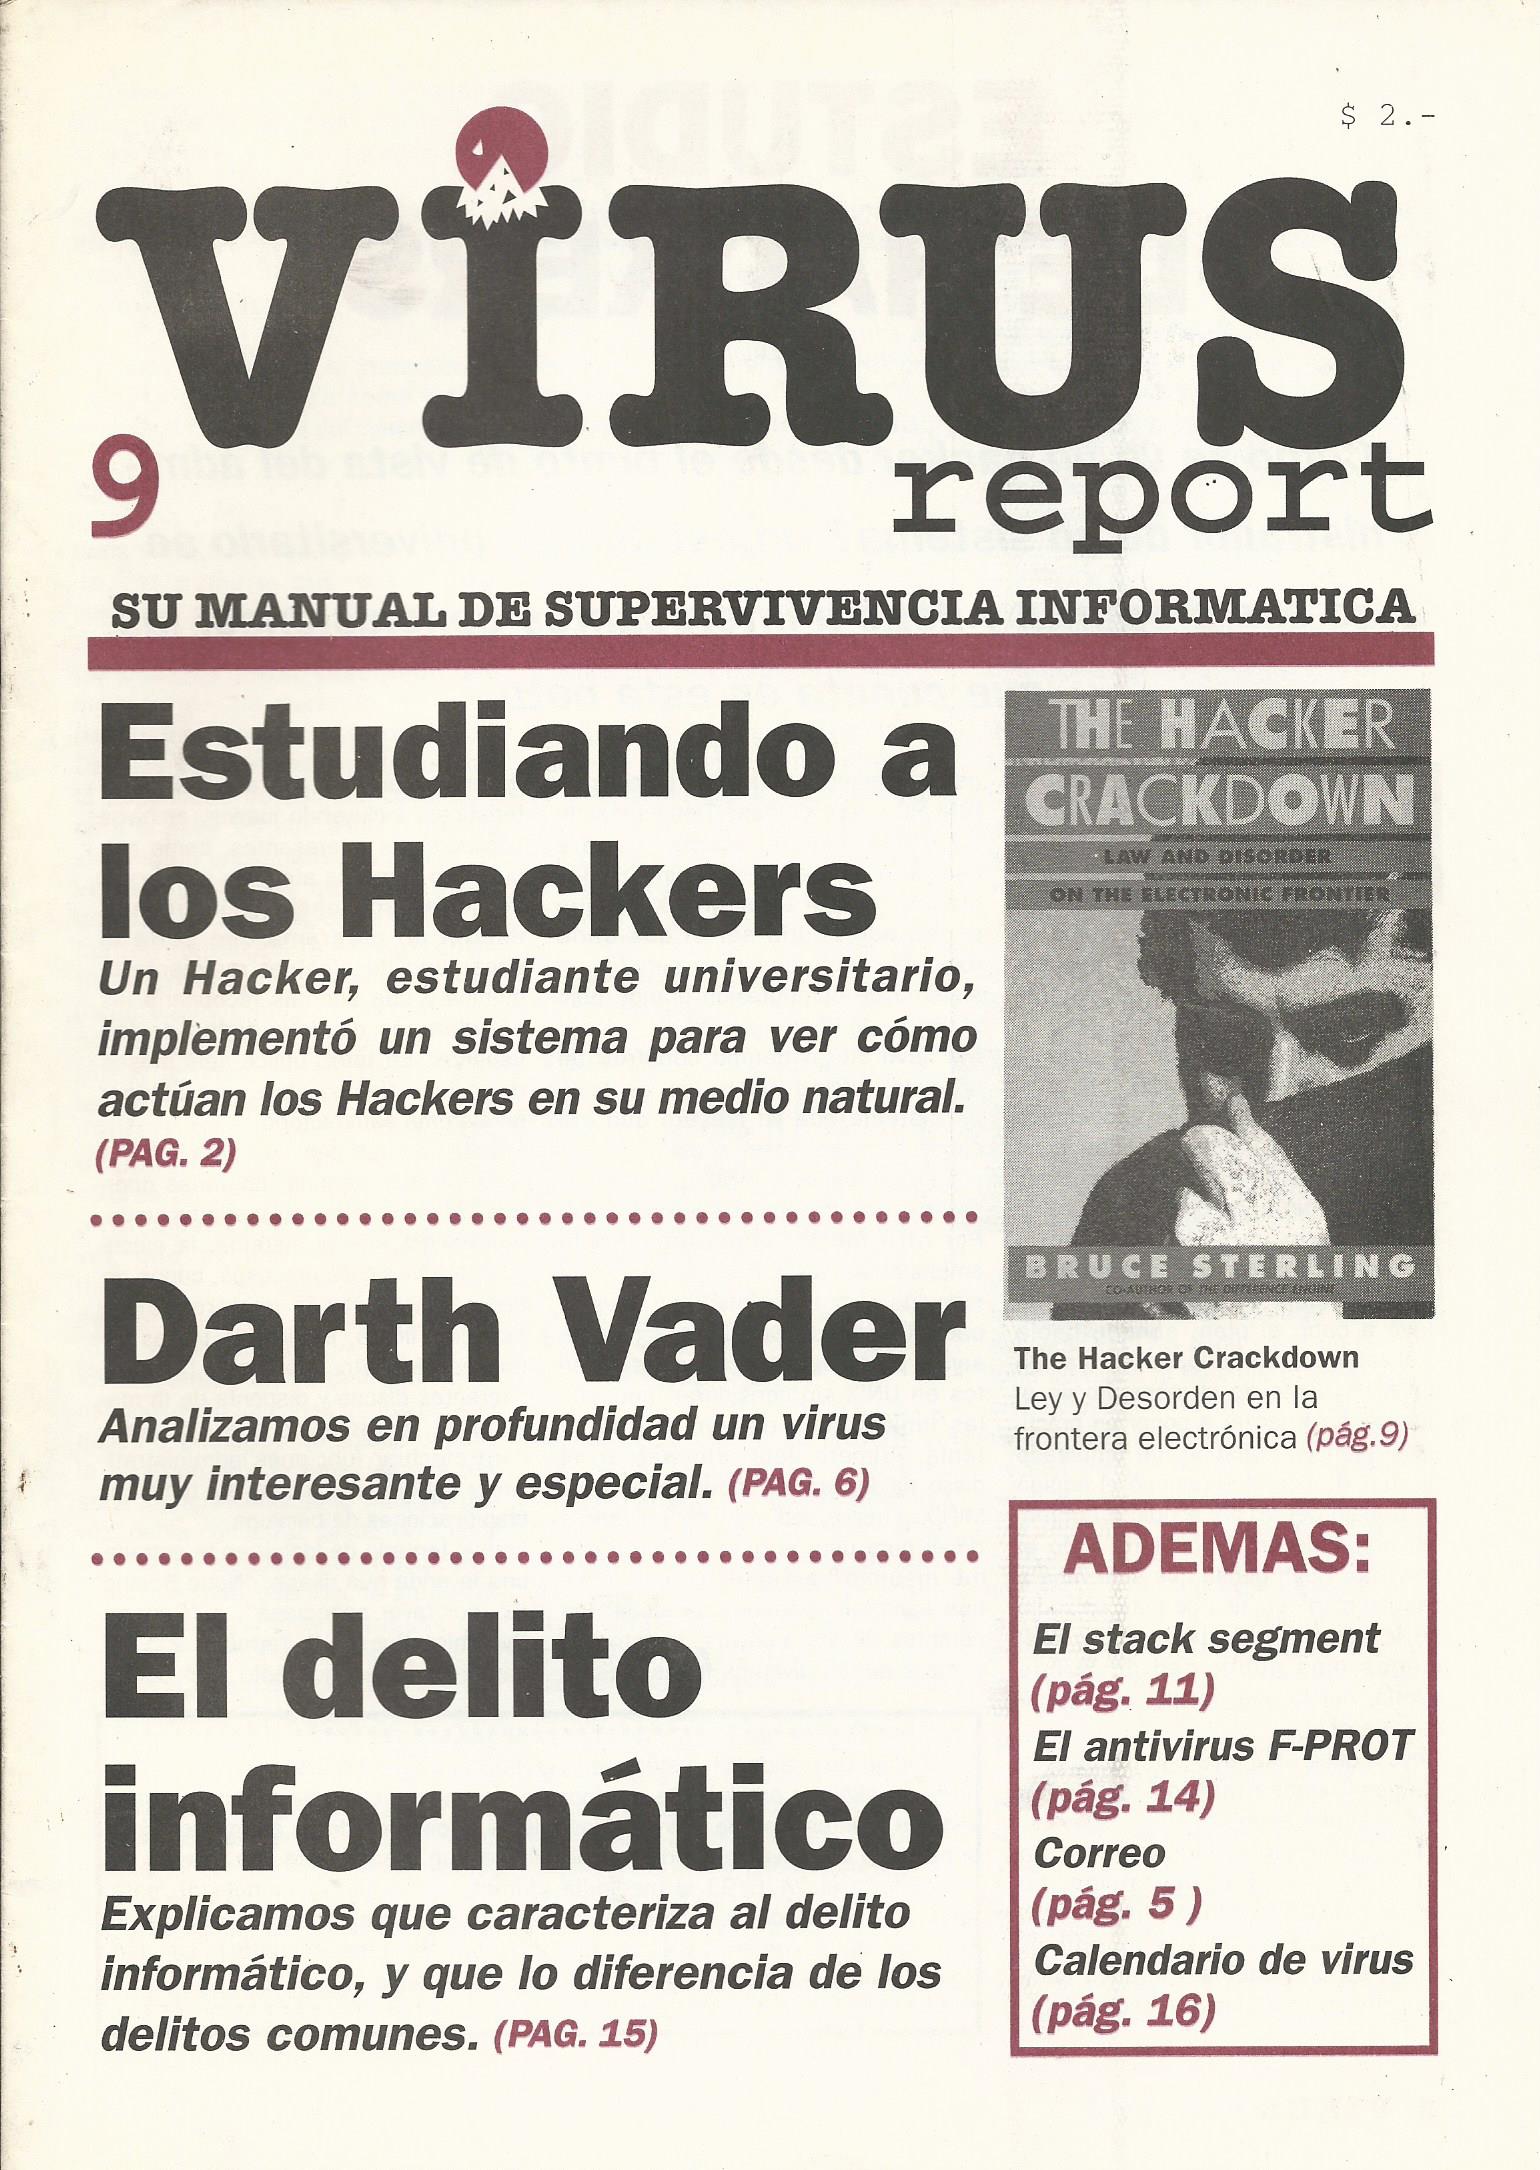 $ 2.-
VIRUS
9
report
SU MANUAL DE SUPERVIVENCIA INFORMATICA
Estudiando a
los Hackers
Un Hacker, estudiante universitario,
implementó un sistema para ver cómo
actúan los Hackers en su medio natural.
(PAG. 2)
Darth Vader
Analizamos en profundidad un virus
muy interesante y especial. (PAG. 6)
El delito
informático
Explicamos que caracteriza al delito
informático, y que lo diferencia de los
delitos comunes. (PAG. 15)
THE HACKER
CRACKDOWN
LAW AND DISORDER
ON THE ELECTRONIC FRONTIER
BRUCE STERLING
CO-AUTHOR OF THE DIFFERENCE ENGINE
The Hacker Crackdown
Ley y Desorden en la
frontera electrónica (pág.9)
ADEMAS:
El stack segment
(pág. 11)
El antivirus F-PROT
(pág. 14)
Correo
(pág. 5 )
Calendario de virus
(pág. 16)